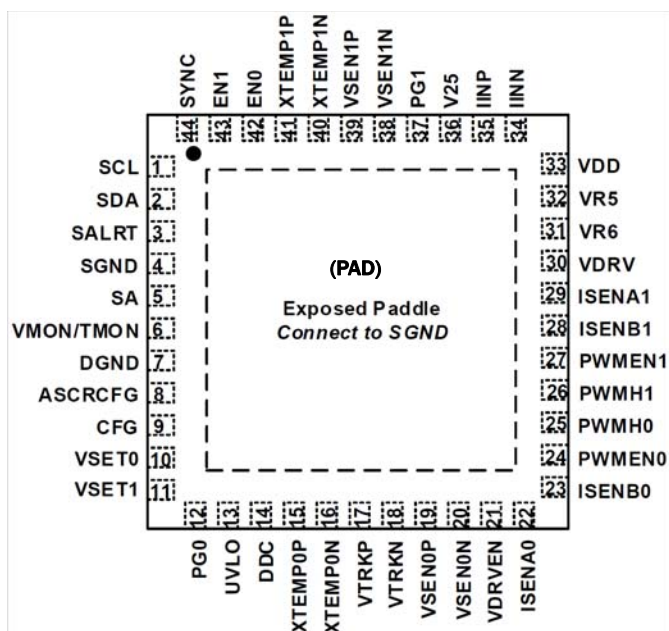 SYNC
EN1
EN0
XTEMP1P
XTEMP1N
VSEN1P
VSEN1N
PG1
V25
IINP
IINN
44
43
42
41
40
39
38
37
36
35
34
SCL 1
SDA 2
SALRT 3
SGND 4
SA 5
VMON/TMON 6
DGND 7
ASCRCFG 8
CFG 9
VSET0 10
VSET1 11
(PAD)
Exposed Paddle
Connect to SGND
33 VDD
32 VR5
31 VR6
30 VDRV
29 ISENA1
28 ISENB1
27 PWMEN1
26 PWMH1
25 PWMH0
24 PWMEN0
23 ISENB0
12
13
14
15
16
17
18
19
20
21
22
PG0
UVLO
DDC
XTEMP0P
XTEMP0N
VTRKP
VTRKN
VSEN0P
VSEN0N
VDRVEN
ISENA0